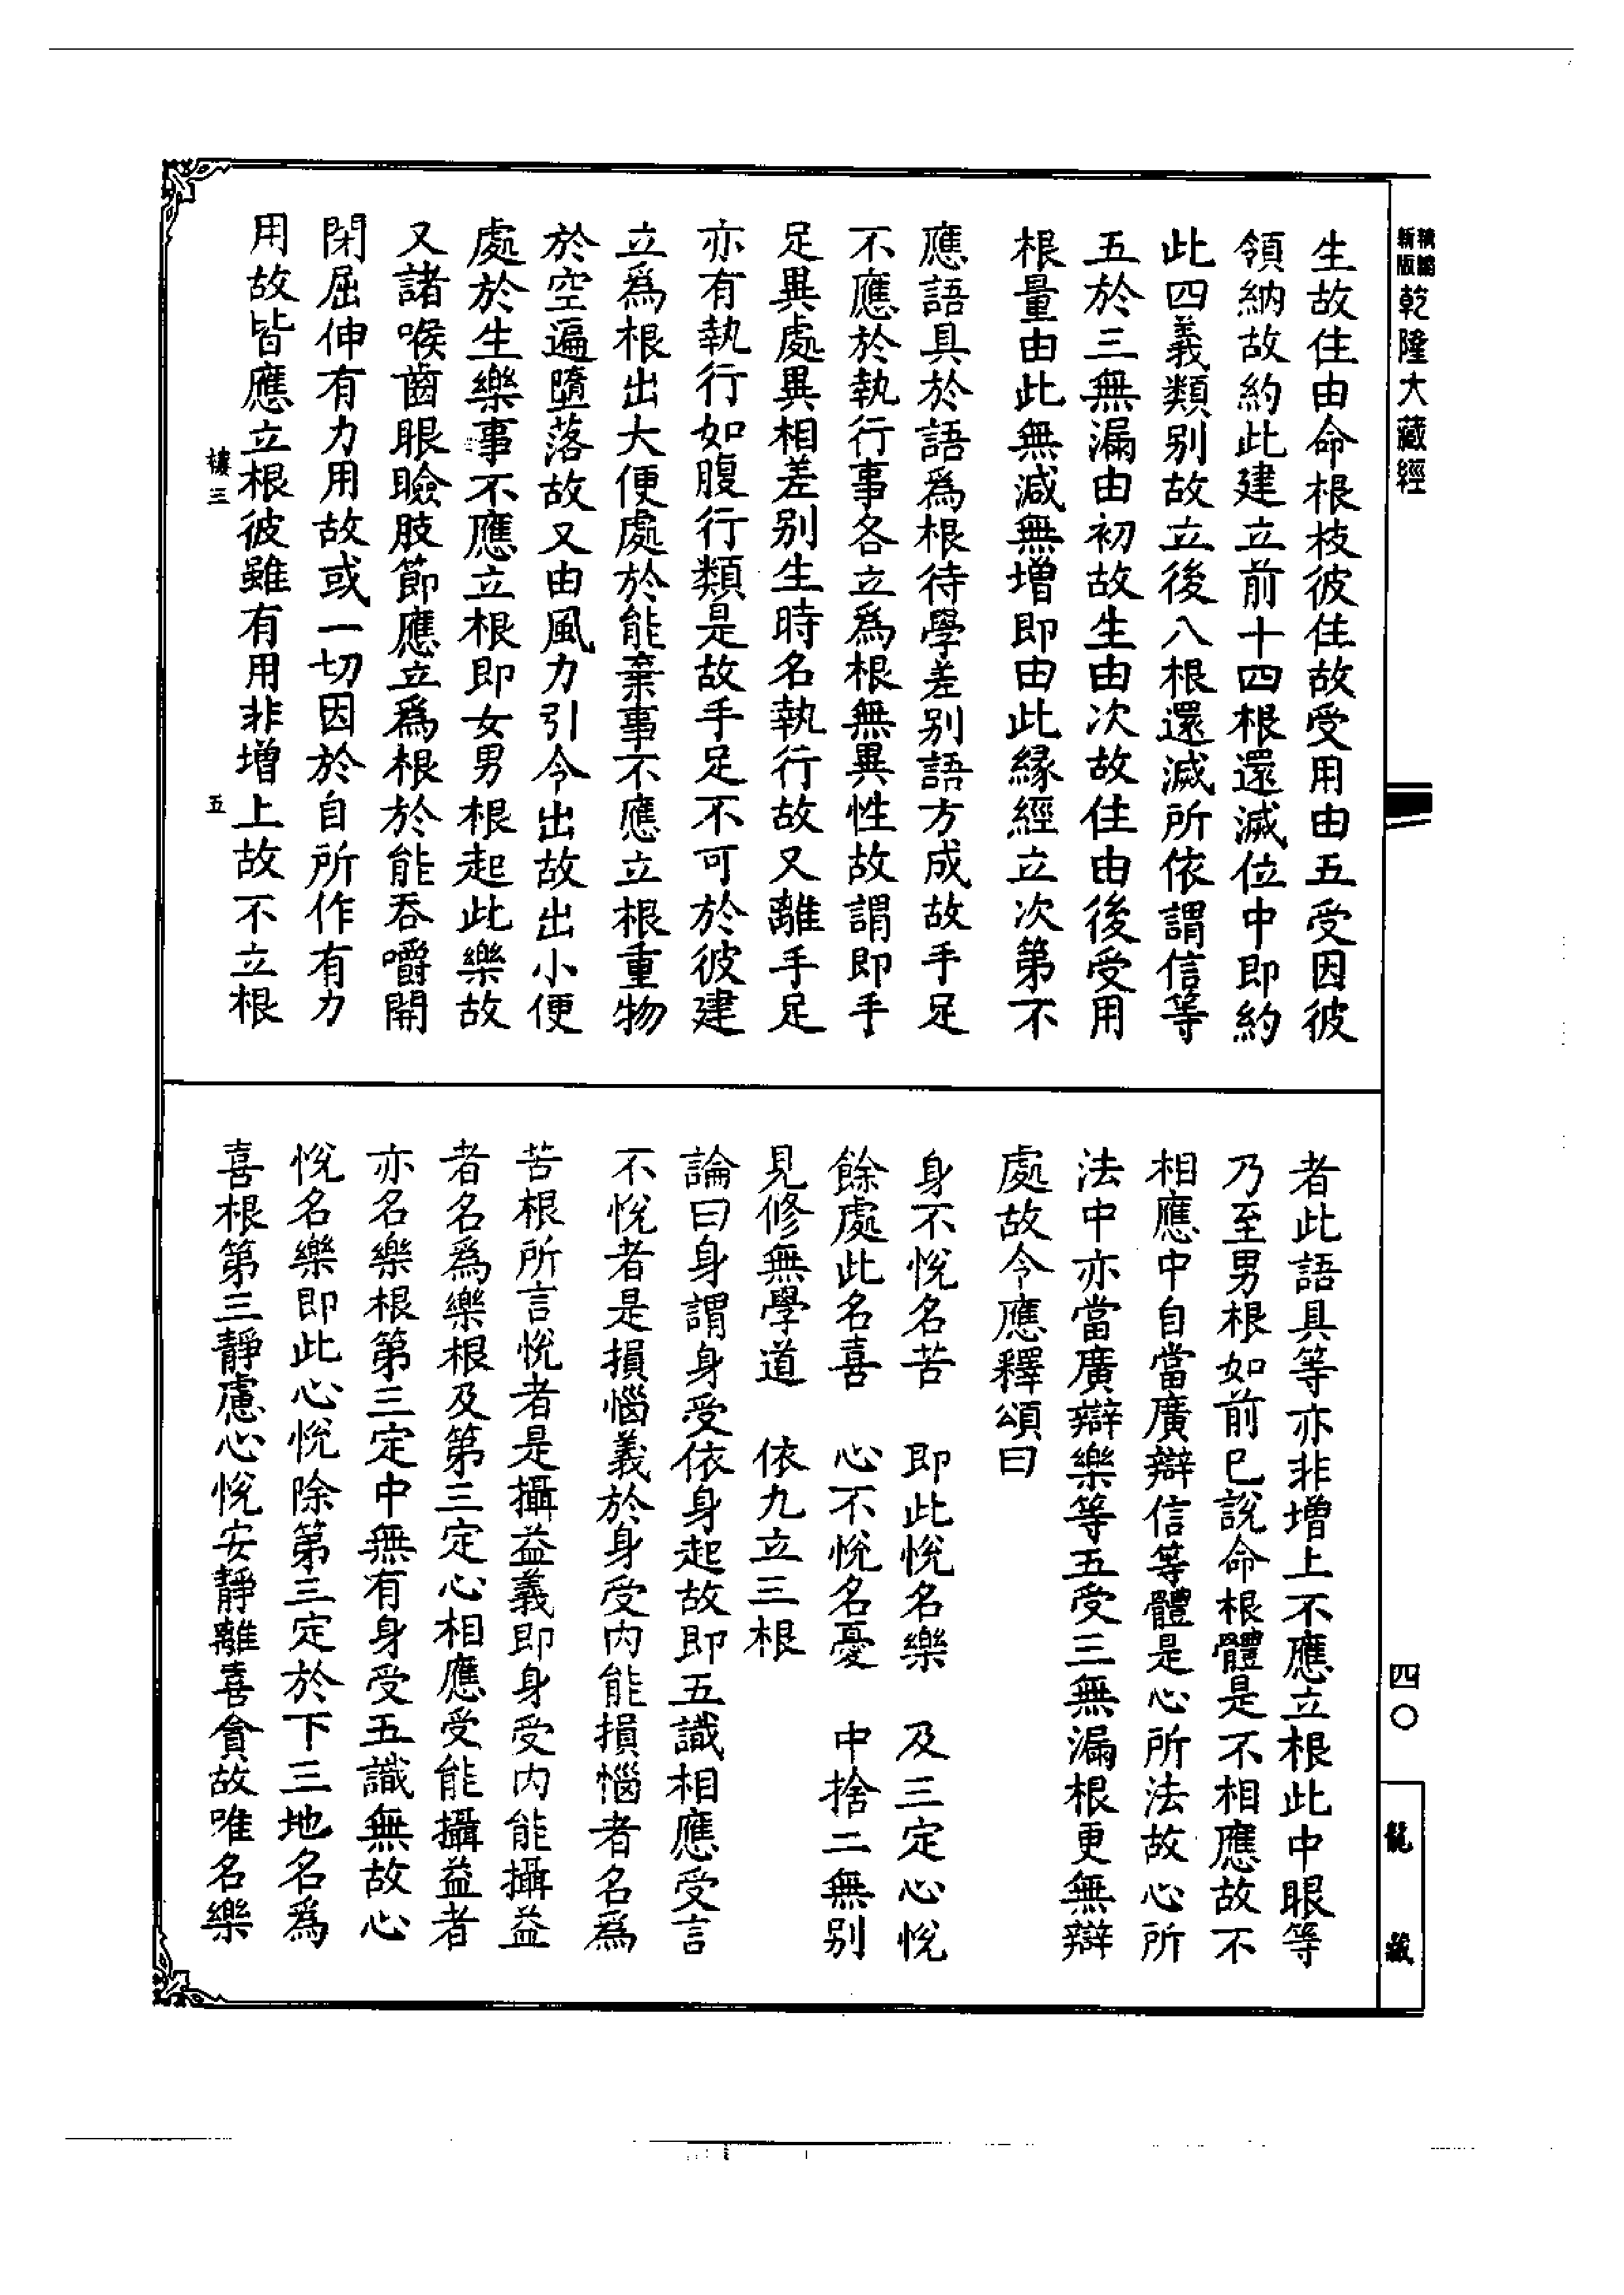 精鐫新版乾隆大藏經
生故住由命根枝彼住故受用由五受因彼
領納故約此建立前十四根還滅位中即約
此四義類别故立後八根還滅所依謂信等
五於三無漏由初故生由次故住由後受用
根量由此無減無增即由此緣經立次第不
應語具於語爲根待學差别語方成故手足
不應於執行事各立爲根無異性故謂即手
足異處異相差别生時名執行故又離手足
亦有執行如腹行類是故手足不可於彼建
立爲根出大便處於能棄事不應立根重物
於空遍墮落故又由風力引令出故出小便
處於生樂事不應立根即女男根起此樂故
又諸喉齒眼瞼肢節應立爲根於能吞嚼開
閉屈伸有力用故或一切因於自所作有力
用故皆應立根彼雖有用非增上故不立根
樓三
五
者此語具等亦非增上不應立根此中眼等
乃至男根如前已說命根體是不相應故不
相應中自當廣辯信等體是心所法故心所
法中亦當廣辯樂等五受三無漏根更無辯
處故今應釋頌曰
身不悅名苦　即此悅名樂　及三定心悅
餘處此名喜　心不悅名憂　中捨二無别
見修無學道　依九立三根
論曰身謂身受依身起故即五識相應受言
不悅者是損惱義於身受内能損惱者名爲
苦根所言悅者是攝益義即身受内能攝益
者名爲樂根及第三定心相應受能攝益者
亦名樂根第三定中無有身受五識無故心
悅名樂即此心悅除第三定於下三地名爲
喜根第三靜慮心悅安靜離喜貪故唯名樂
四〇
龍藏